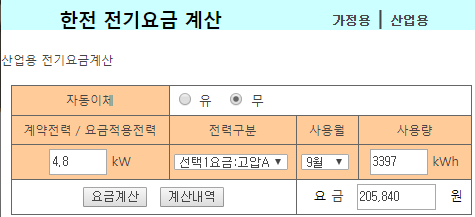 한전 전기요금 계산
가정용 | 산업용
산업용 전기요금계산
자동이체 유 무
계약전력 / 요금적용전력 전력구분 사용월 사용량
4,8 kW 선택1요금:고압A 9월 3397 kWh
요금계산 계산내역 요 금 205,840 원